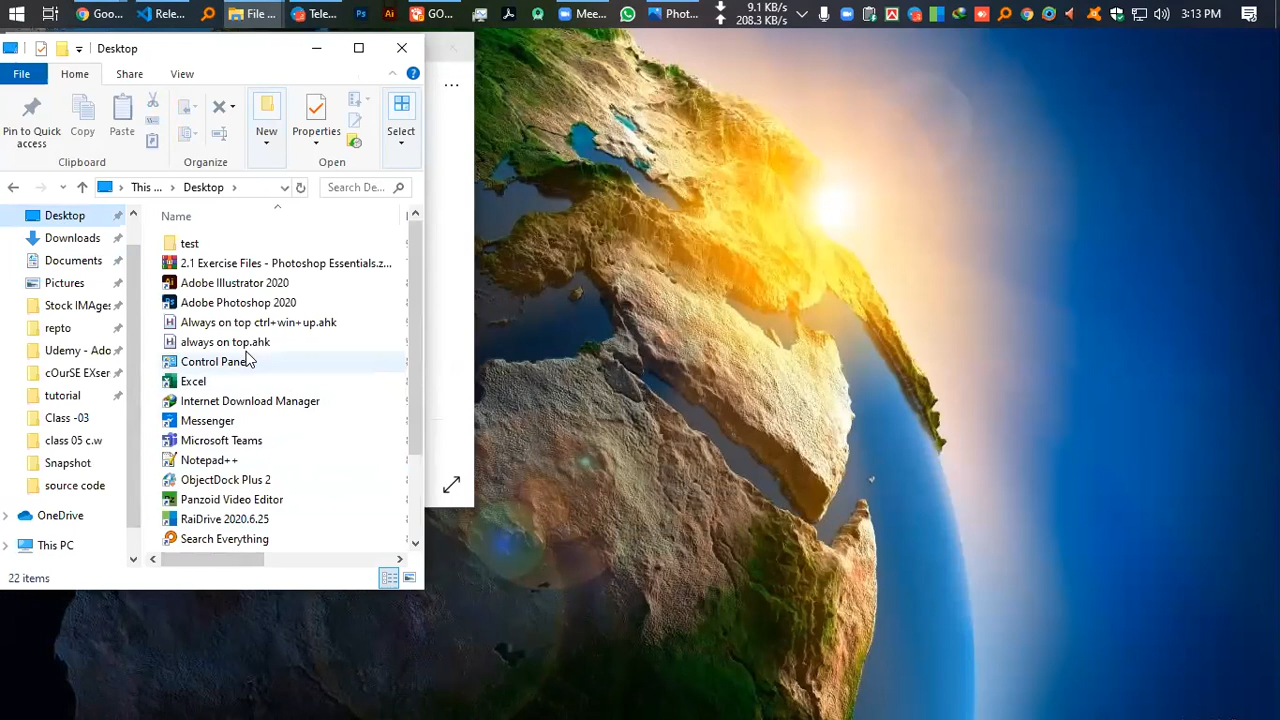 Goo...
Rele...
File ...
Tele...
Ps
Ai
GO...
Mee...
Phot...
9.1 KB/s
208.3 KB/s
3:13 PM
Desktop
File
Home
Share
View
Pin to Quick access
Copy
Paste
New
Properties
Select
Clipboard
Organize
Open
This ...
Desktop
Search De...
Desktop
Downloads
Documents
Pictures
Stock IMAges
repto
Udemy - Ado
cOurSE EXser
tutorial
Class -03
class 05 c.w
Snapshot
source code
OneDrive
This PC
Name
test
2.1 Exercise Files - Photoshop Essentials.z...
Adobe Illustrator 2020
Adobe Photoshop 2020
Always on top ctrl+win+up.ahk
always on top.ahk
Control Panel
Excel
Internet Download Manager
Messenger
Microsoft Teams
Notepad++
ObjectDock Plus 2
Panzoid Video Editor
RaiDrive 2020.6.25
Search Everything
22 items